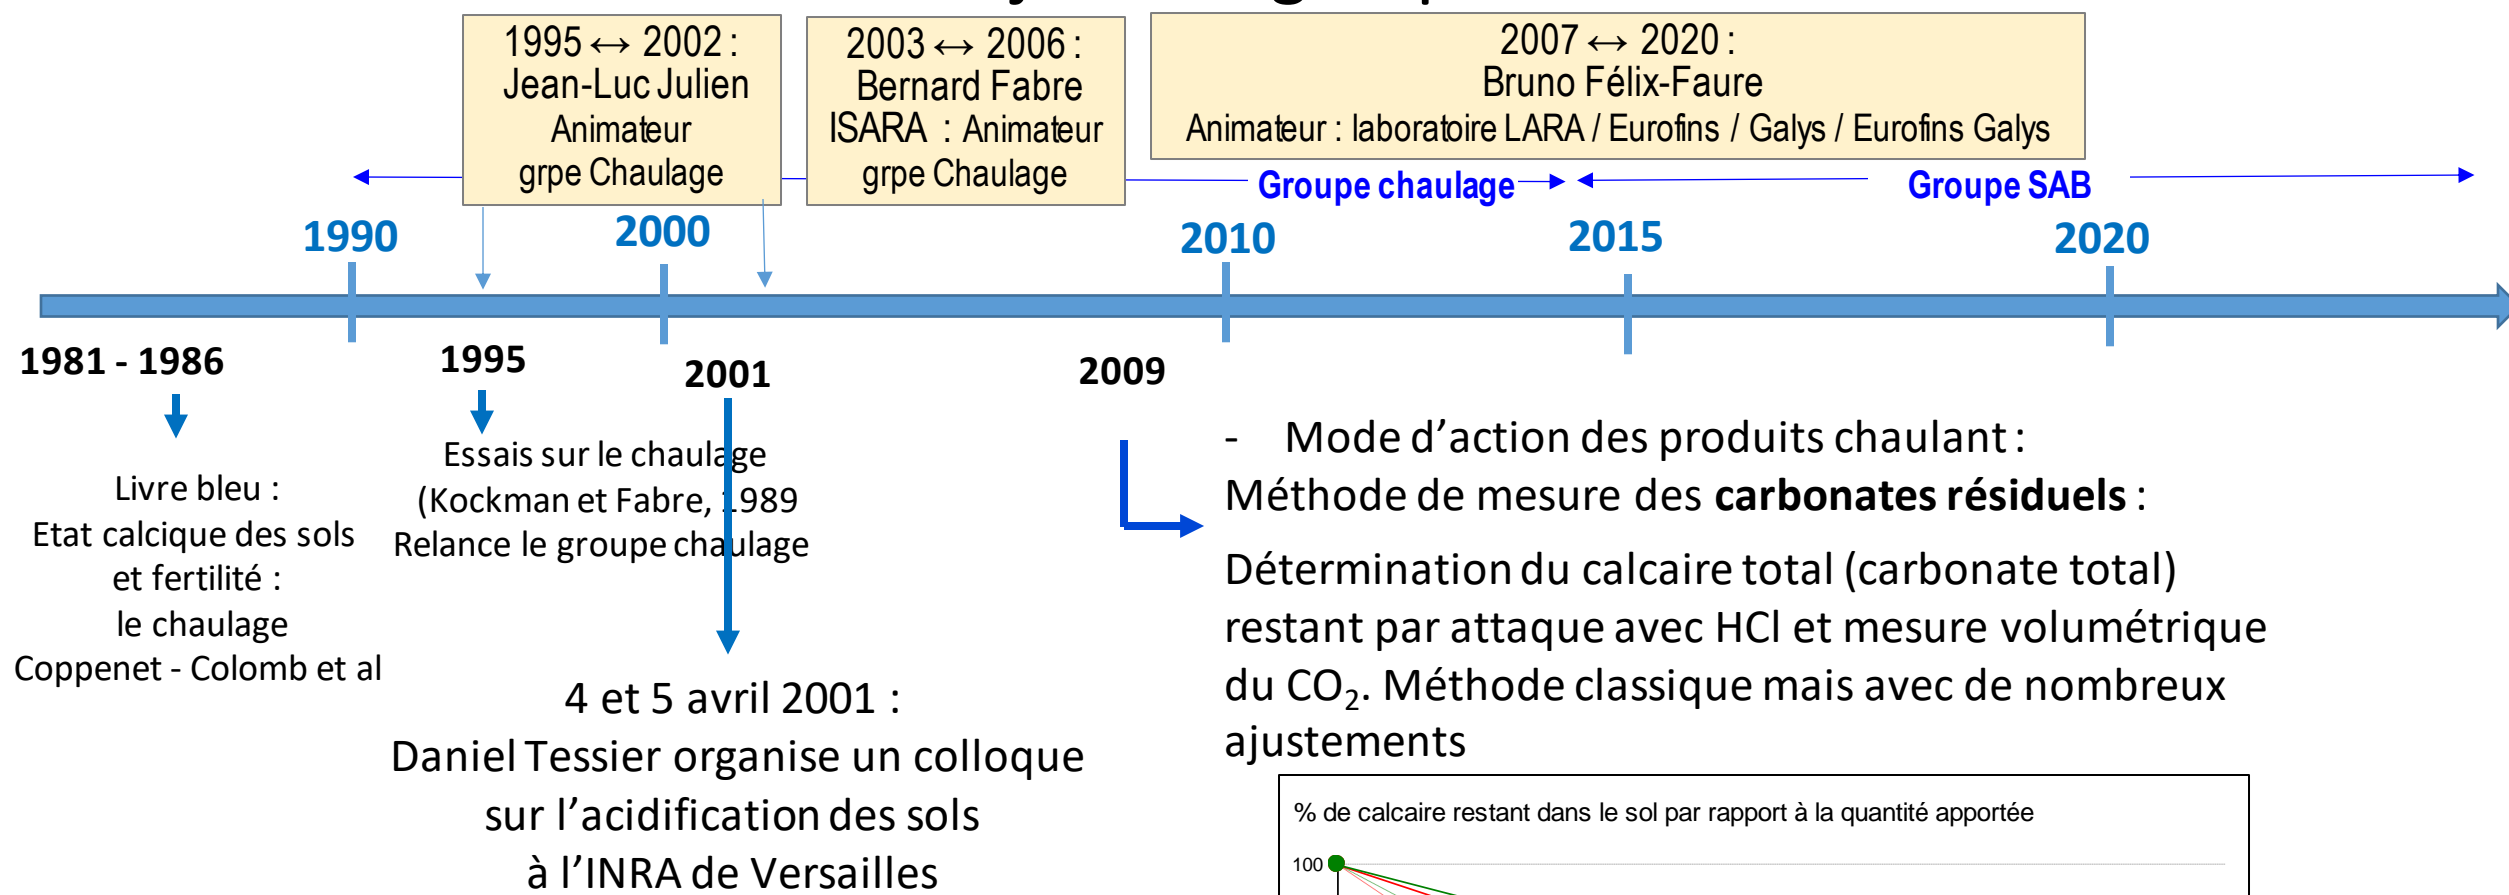 1995 ↔ 2002 :
Jean-Luc Julien
Animateur
grpe Chaulage
2003 ↔ 2006 :
Bernard Fabre
ISARA : Animateur
grpe Chaulage
2007 ↔ 2020 :
Bruno Félix-Faure
Animateur : laboratoire LARA / Eurofins / Galys / Eurofins Galys
Groupe chaulage
Groupe SAB
1990
2000
2010
2015
2020
1981 - 1986
1995
2001
2009
Livre bleu :
Etat calcique des sols
et fertilité :
le chaulage
Coppenet - Colomb et al
Essais sur le chaulage
(Kockman et Fabre, 1989
Relance le groupe chaulage
4 et 5 avril 2001 :
Daniel Tessier organise un colloque
sur l’acidification des sols
à l’INRA de Versailles
- Mode d’action des produits chaulant :
Méthode de mesure des carbonates résiduels :
Détermination du calcaire total (carbonate total)
restant par attaque avec HCl et mesure volumétrique
du CO₂. Méthode classique mais avec de nombreux
ajustements
% de calcaire restant dans le sol par rapport à la quantité apportée
100